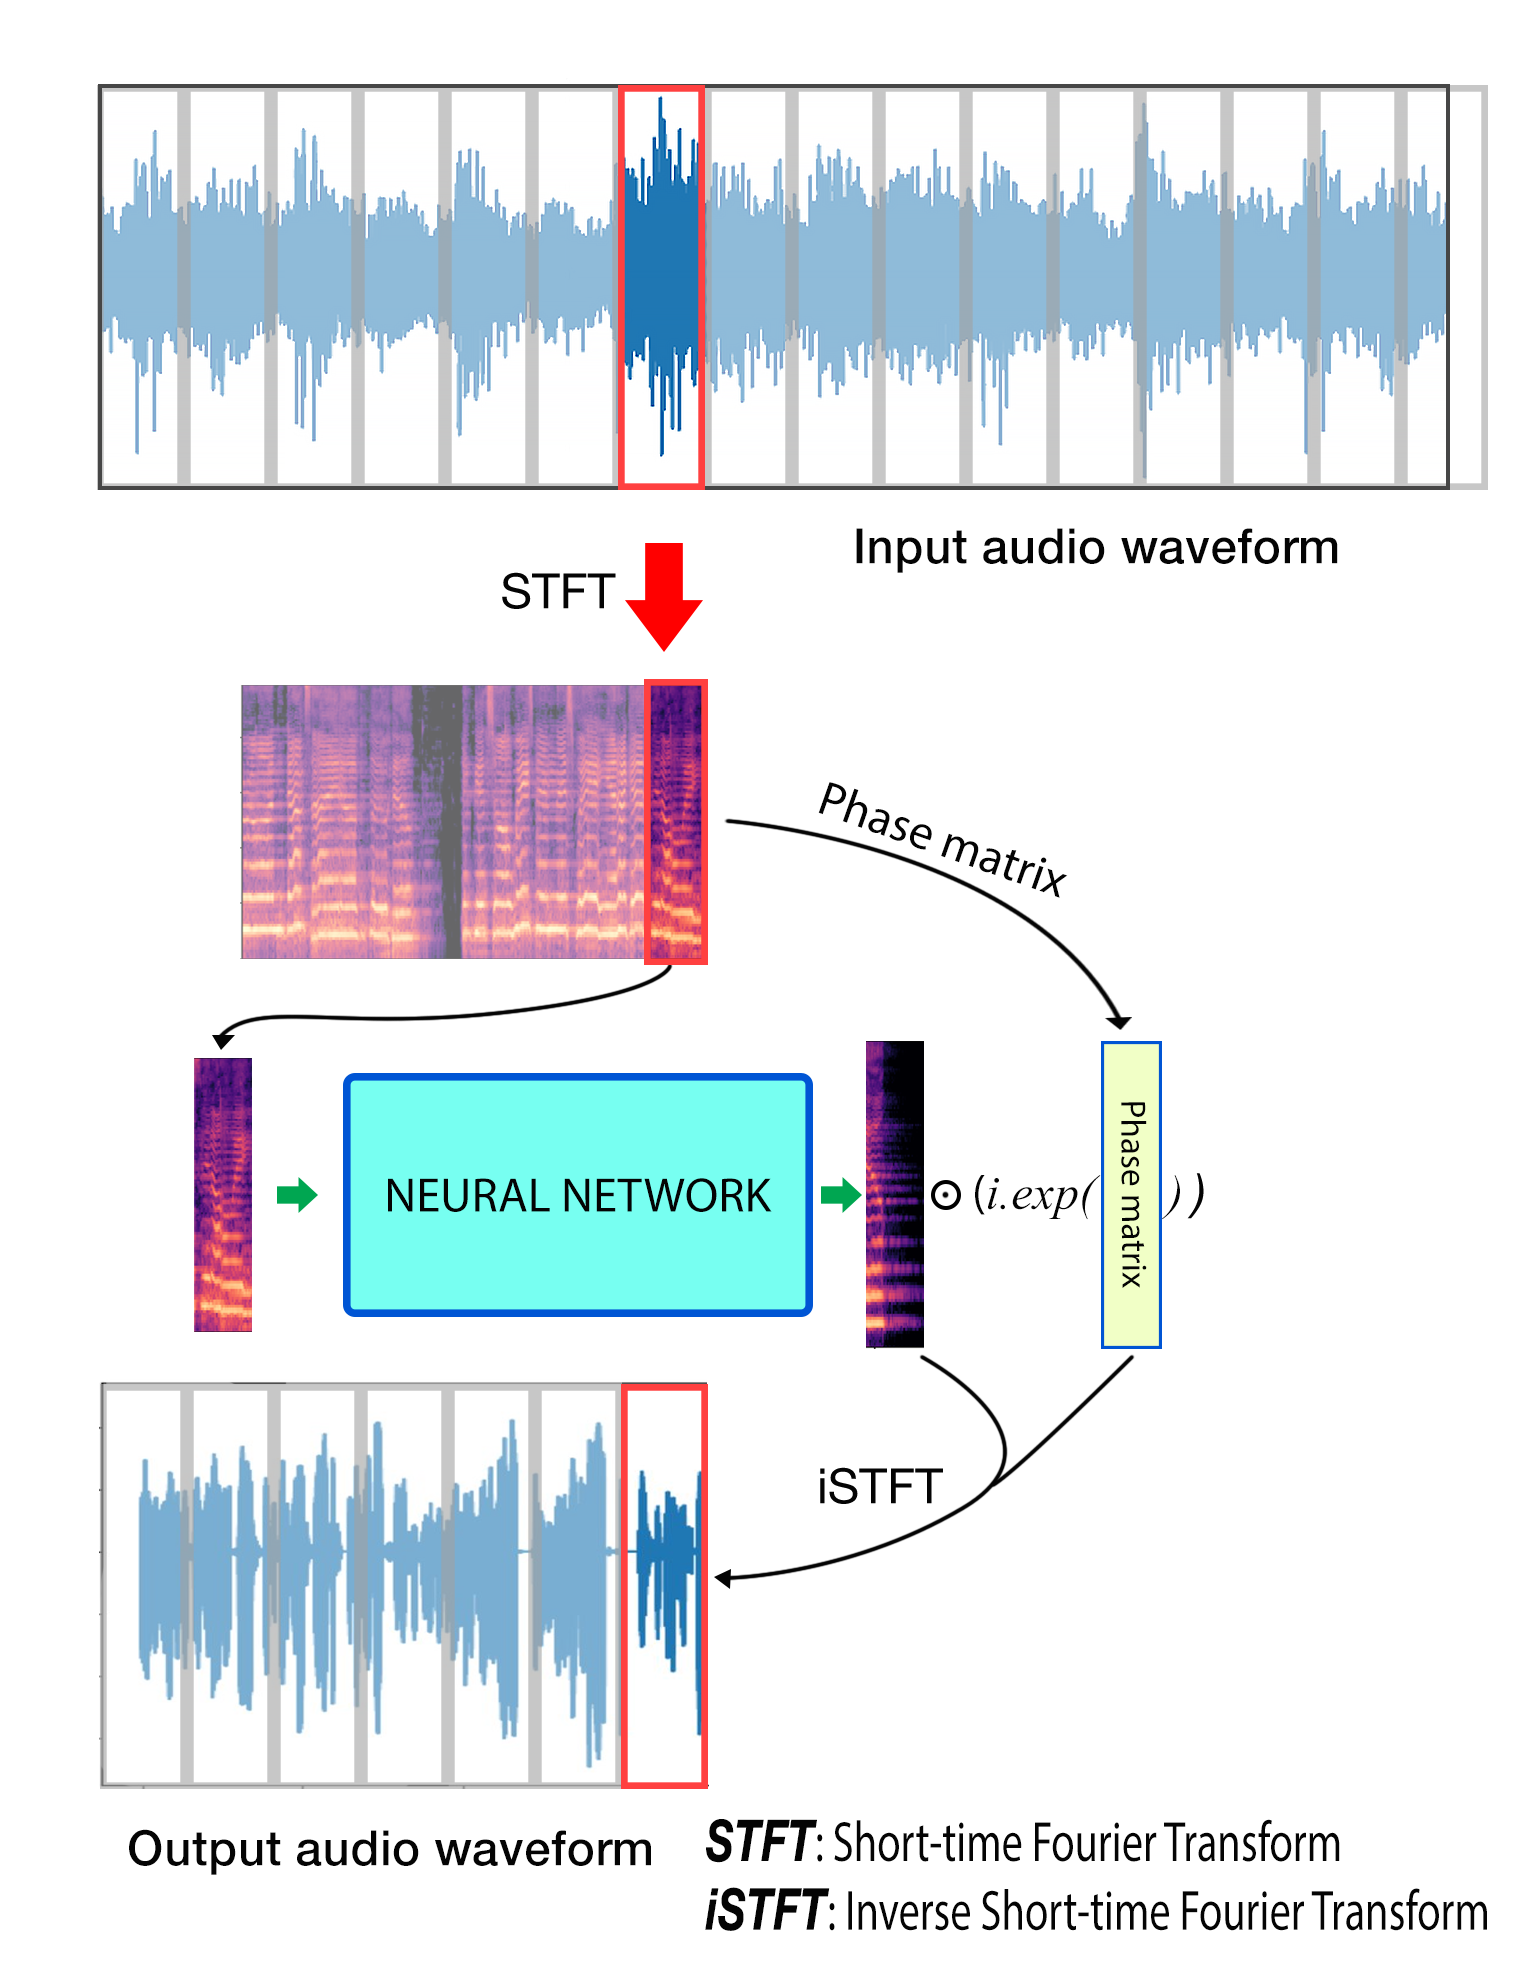 Input audio waveform
STFT
Phase matrix
NEURAL NETWORK
⊙ (i.exp( Phase matrix ))
iSTFT
Output audio waveform
STFT: Short-time Fourier Transform
iSTFT: Inverse Short-time Fourier Transform